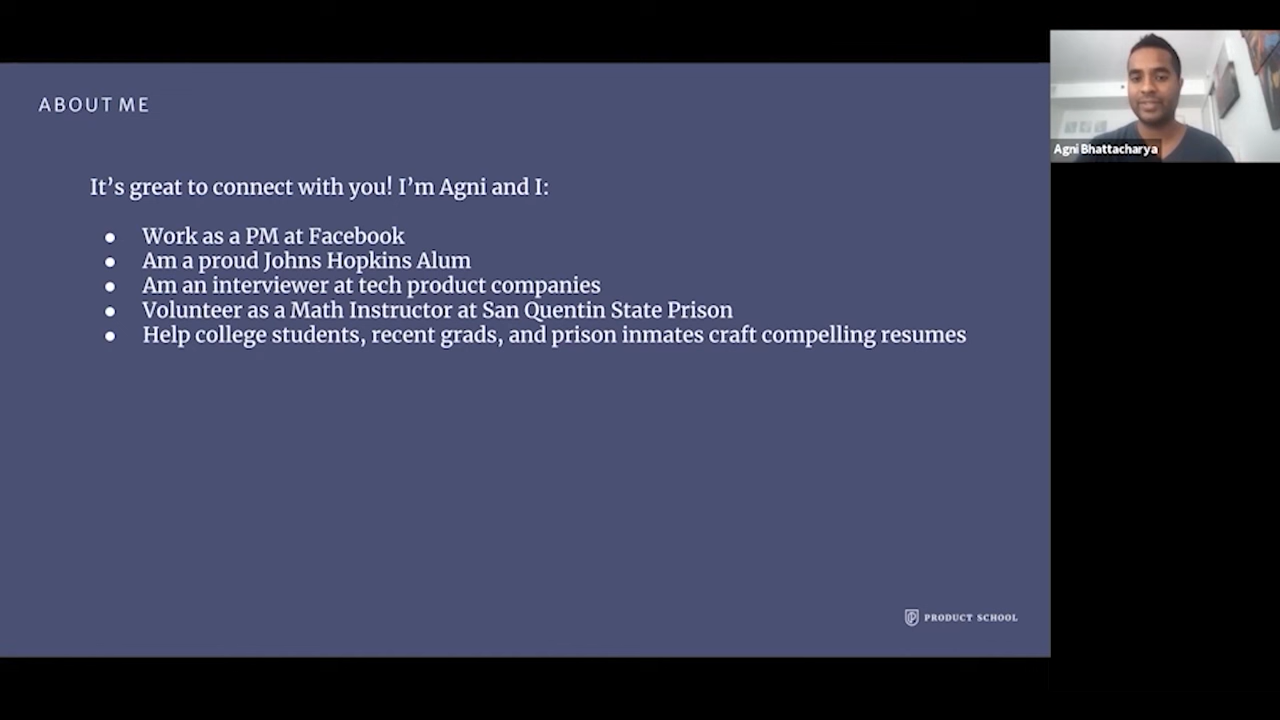 ABOUT ME
It’s great to connect with you! I’m Agni and I:
● Work as a PM at Facebook
● Am a proud Johns Hopkins Alum
● Am an interviewer at tech product companies
● Volunteer as a Math Instructor at San Quentin State Prison
● Help college students, recent grads, and prison inmates craft compelling resumes
PRODUCT SCHOOL
Agni Bhattacharya